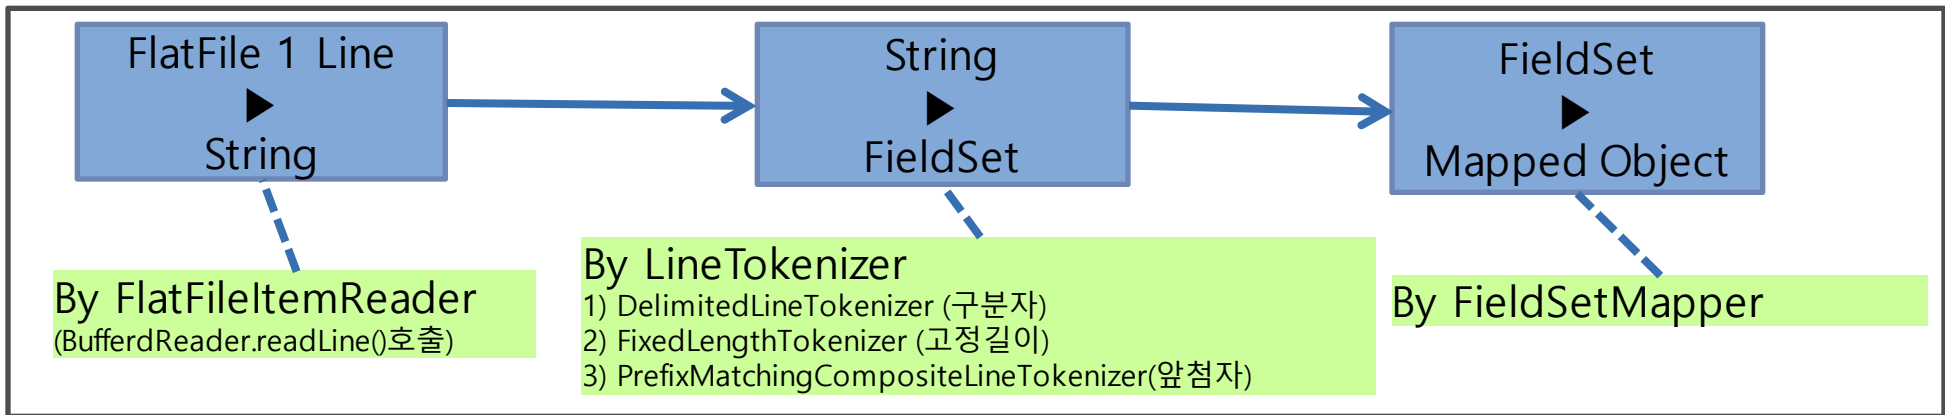 FlatFile 1 Line
▶
String
String
▶
FieldSet
FieldSet
▶
Mapped Object
By FlatFileItemReader
(BufferdReader.readLine()호출)
By LineTokenizer
1) DelimitedLineTokenizer (구분자)
2) FixedLengthTokenizer (고정길이)
3) PrefixMatchingCompositeLineTokenizer(앞첨자)
By FieldSetMapper